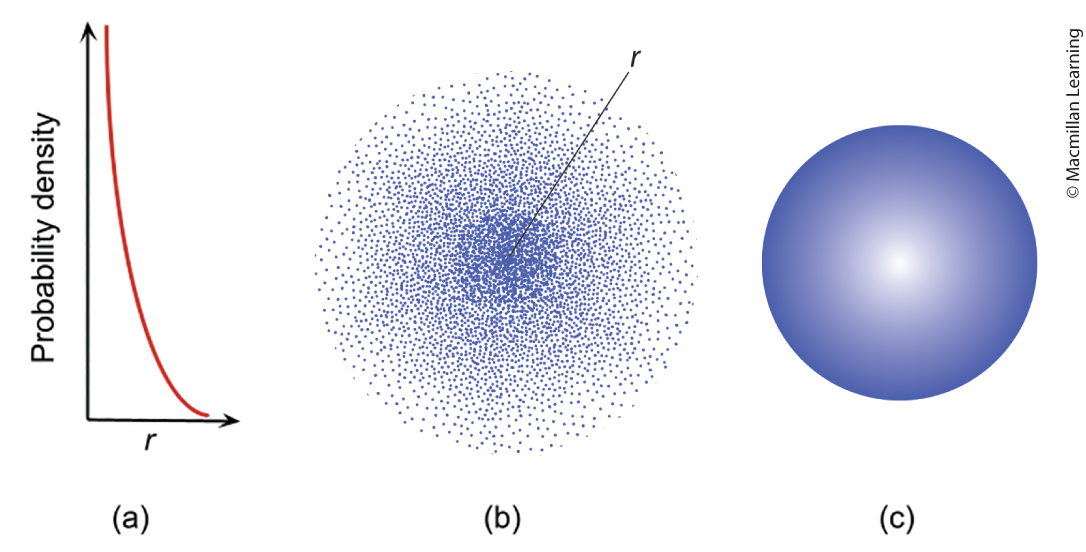 Probability density
r
(a)
r
(b)
(c)
© Macmillan Learning